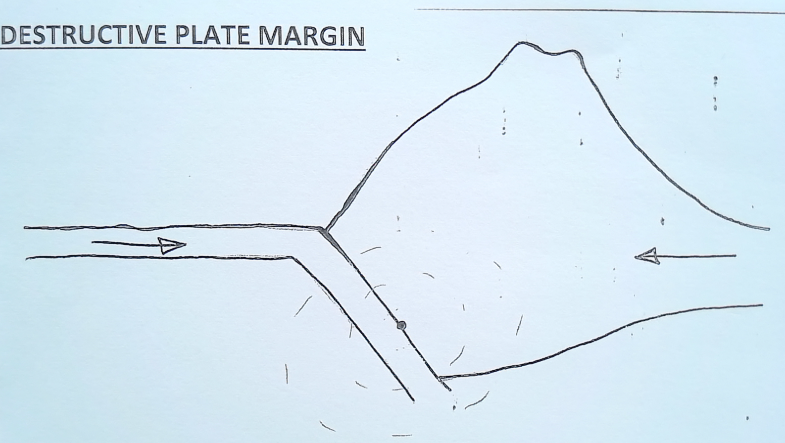 DESTRUCTIVE PLATE MARGIN